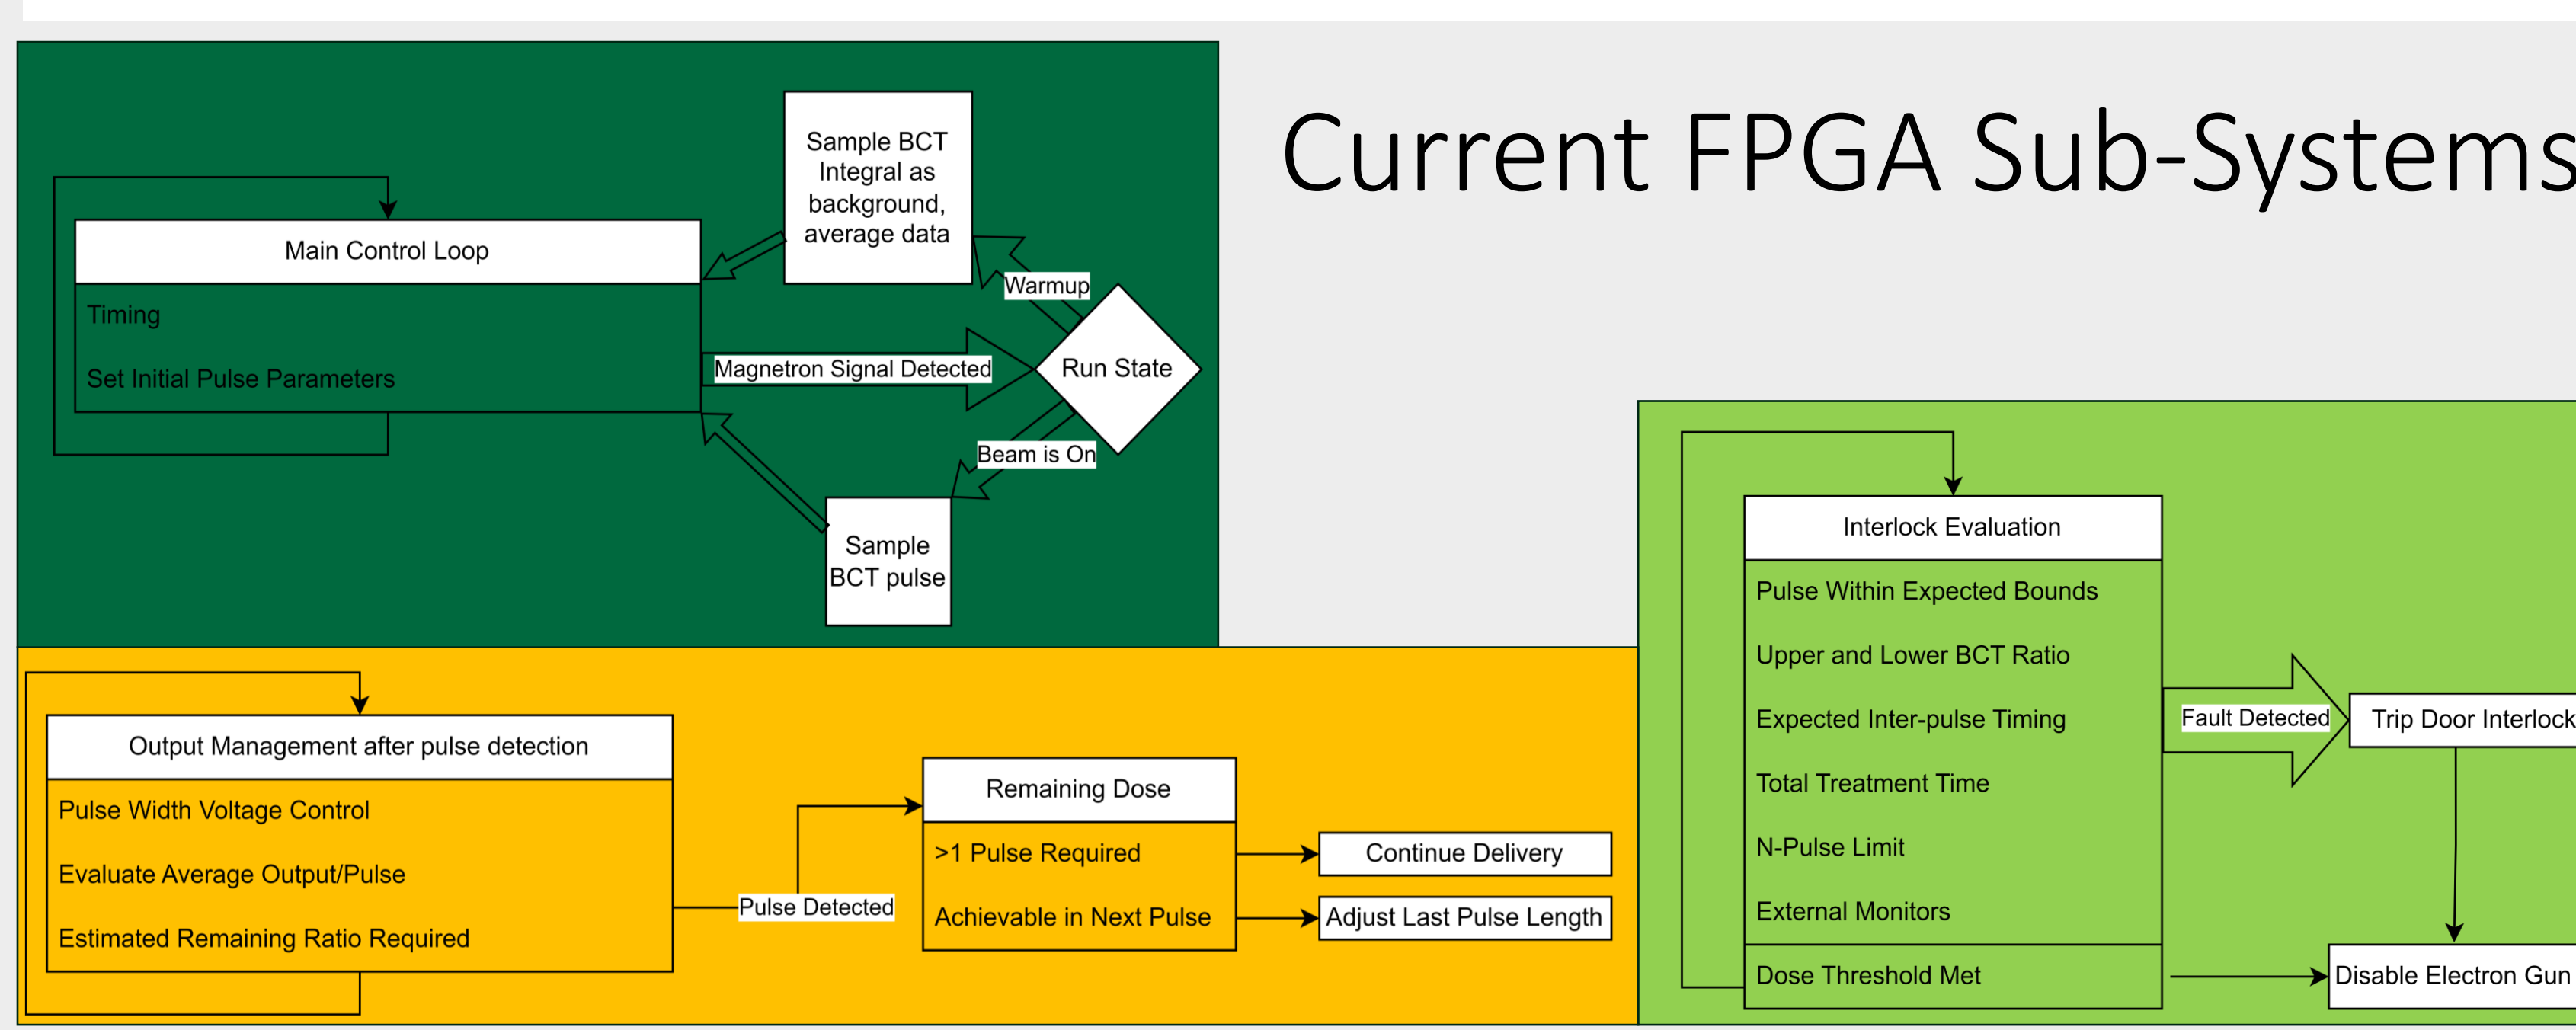 Current FPGA Sub-Systems
Sample BCT
Integral as
background,
average data
Main Control Loop
Timing
Set Initial Pulse Parameters
Warmup
Magnetron Signal Detected
Run State
Beam is On
Sample
BCT pulse
Output Management after pulse detection
Pulse Width Voltage Control
Evaluate Average Output/Pulse
Estimated Remaining Ratio Required
Pulse Detected
Remaining Dose
>1 Pulse Required
Achievable in Next Pulse
Continue Delivery
Adjust Last Pulse Length
Interlock Evaluation
Pulse Within Expected Bounds
Upper and Lower BCT Ratio
Expected Inter-pulse Timing
Total Treatment Time
N-Pulse Limit
External Monitors
Dose Threshold Met
Fault Detected
Trip Door Interlock
Disable Electron Gun